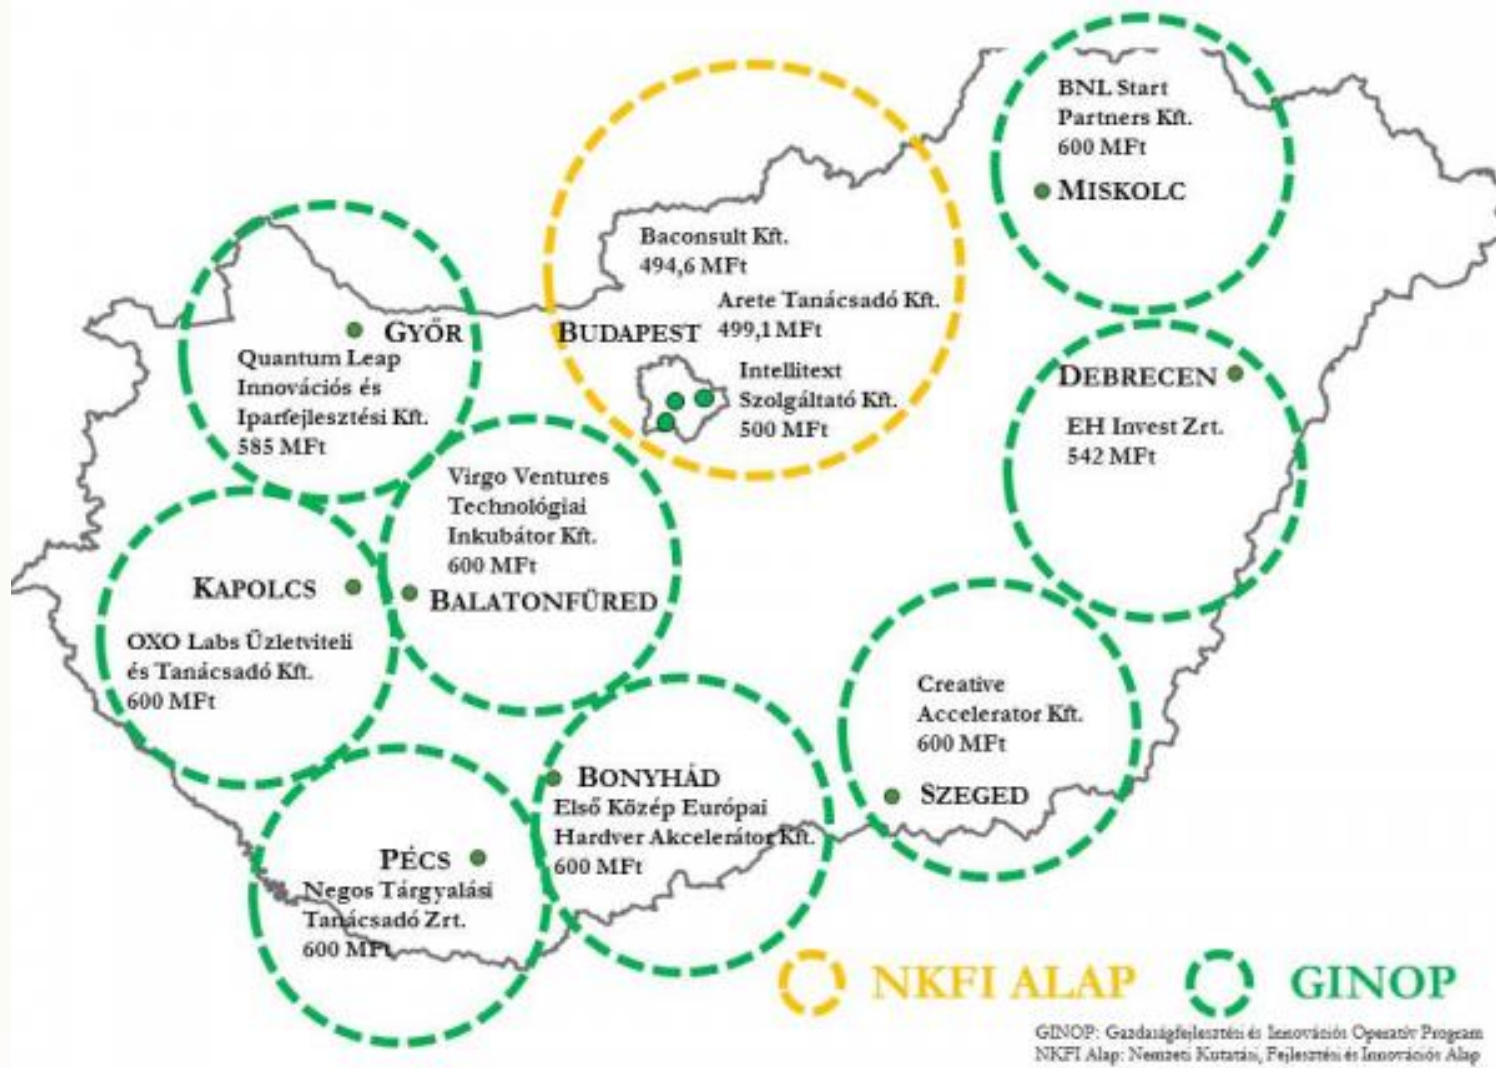 BNL Start
Partners Kft.
600 MFt
MISKOLC
Baconsult Kft.
494,6 MFt
Arete Tanácsadó Kft.
499,1 MFt
BUDAPEST
Intellitext
Szolgáltató Kft.
500 MFt
GYŐR
Quantum Leap
Innovációs és
Iparfejlesztési Kft.
585 MFt
DEBRECEN
EH Invest Zrt.
542 MFt
Virgo Ventures
Technológiai
Inkubátor Kft.
600 MFt
BALATONFÜRED
KAPOLCS
OXO Labs Üzletviteli
és Tanácsadó Kft.
600 MFt
Creative
Accelerator Kft.
600 MFt
SZEGED
BONYHÁD
Első Közép Európai
Hardver Akcelerátor Kft.
600 MFt
PÉCS
Negos Tárgyalási
Tanácsadó Zrt.
600 MFt
NKFI ALAP
GINOP
GINOP: Gazdaságfejlesztési és Innovációs Operatív Program
NKFI Alap: Nemzeti Kutatási, Fejlesztési és Innovációs Alap